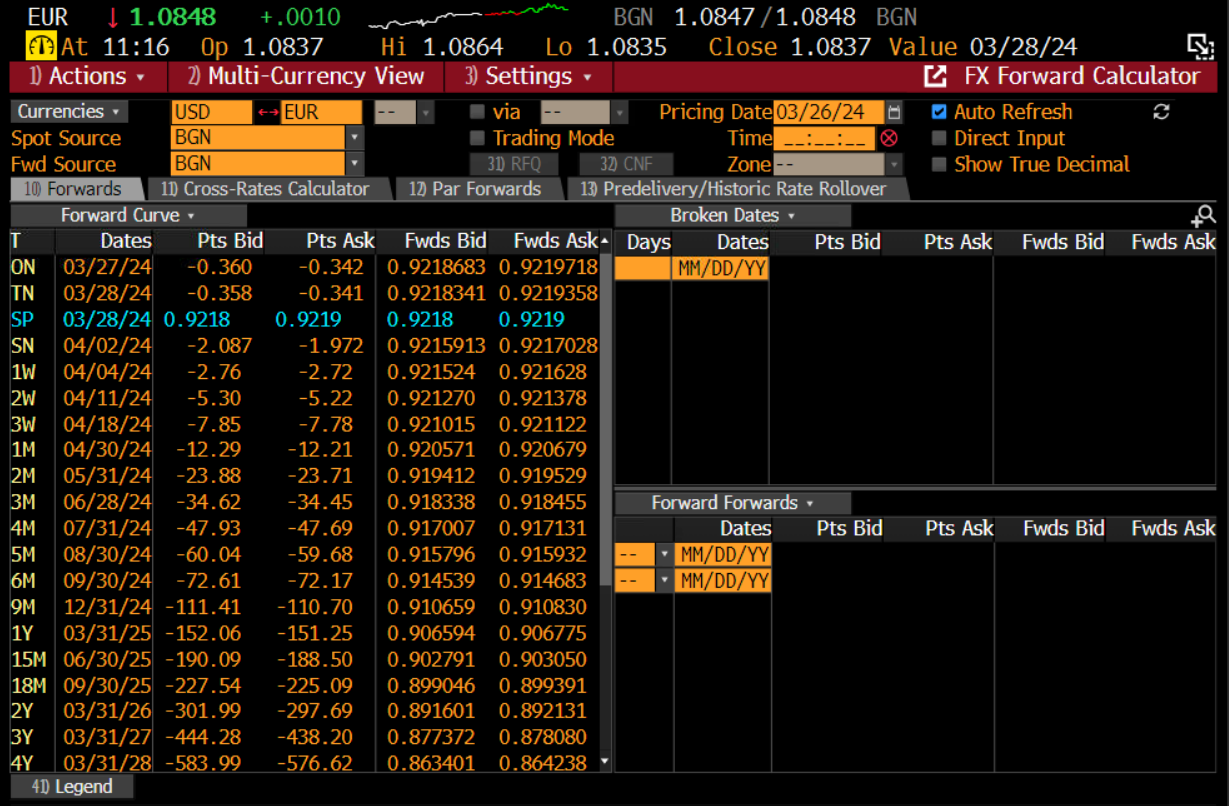 EUR ↓ 1.0848 +.0010 BGN 1.0847/1.0848 BGN
At 11:16 Op 1.0837 Hi 1.0864 Lo 1.0835 Close 1.0837 Value 03/28/24
1) Actions 2) Multi-Currency View 3) Settings FX Forward Calculator
Currencies USD ↔ EUR -- via -- Pricing Date 03/26/24 Auto Refresh
Spot Source BGN Trading Mode Time __:__:__ Direct Input
Fwd Source BGN 31) RFQ 32) CNF Zone -- Show True Decimal
10) Forwards 11) Cross-Rates Calculator 12) Par Forwards 13) Predelivery/Historic Rate Rollover
Forward Curve
T Dates Pts Bid Pts Ask Fwds Bid Fwds Ask
ON 03/27/24 -0.360 -0.342 0.9218683 0.9219718
TN 03/28/24 -0.358 -0.341 0.9218341 0.9219358
SP 03/28/24 0.9218 0.9219 0.9218 0.9219
SN 04/02/24 -2.087 -1.972 0.9215913 0.9217028
1W 04/04/24 -2.76 -2.72 0.921524 0.921628
2W 04/11/24 -5.30 -5.22 0.921270 0.921378
3W 04/18/24 -7.85 -7.78 0.921015 0.921122
1M 04/30/24 -12.29 -12.21 0.920571 0.920679
2M 05/31/24 -23.88 -23.71 0.919412 0.919529
3M 06/28/24 -34.62 -34.45 0.918338 0.918455
4M 07/31/24 -47.93 -47.69 0.917007 0.917131
5M 08/30/24 -60.04 -59.68 0.915796 0.915932
6M 09/30/24 -72.61 -72.17 0.914539 0.914683
9M 12/31/24 -111.41 -110.70 0.910659 0.910830
1Y 03/31/25 -152.06 -151.25 0.906594 0.906775
15M 06/30/25 -190.09 -188.50 0.902791 0.903050
18M 09/30/25 -227.54 -225.09 0.899046 0.899391
2Y 03/31/26 -301.99 -297.69 0.891601 0.892131
3Y 03/31/27 -444.28 -438.20 0.877372 0.878080
4Y 03/31/28 -583.99 -576.62 0.863401 0.864238
Broken Dates
Days Dates Pts Bid Pts Ask Fwds Bid Fwds Ask
MM/DD/YY
Forward Forwards
Dates Pts Bid Pts Ask Fwds Bid Fwds Ask
-- MM/DD/YY
-- MM/DD/YY
41) Legend